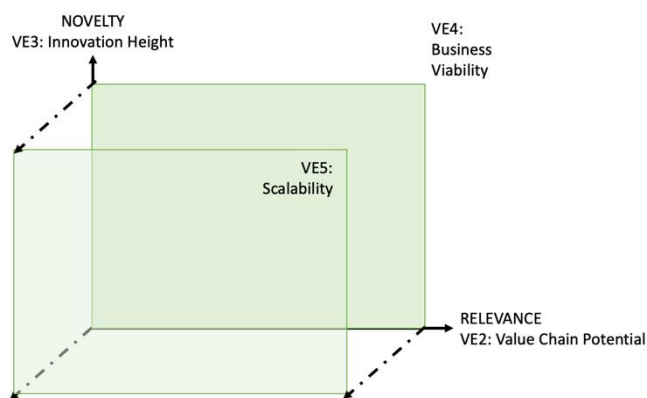 NOVELTY
VE3: Innovation Height
VE4:
Business
Viability
VE5:
Scalability
RELEVANCE
VE2: Value Chain Potential